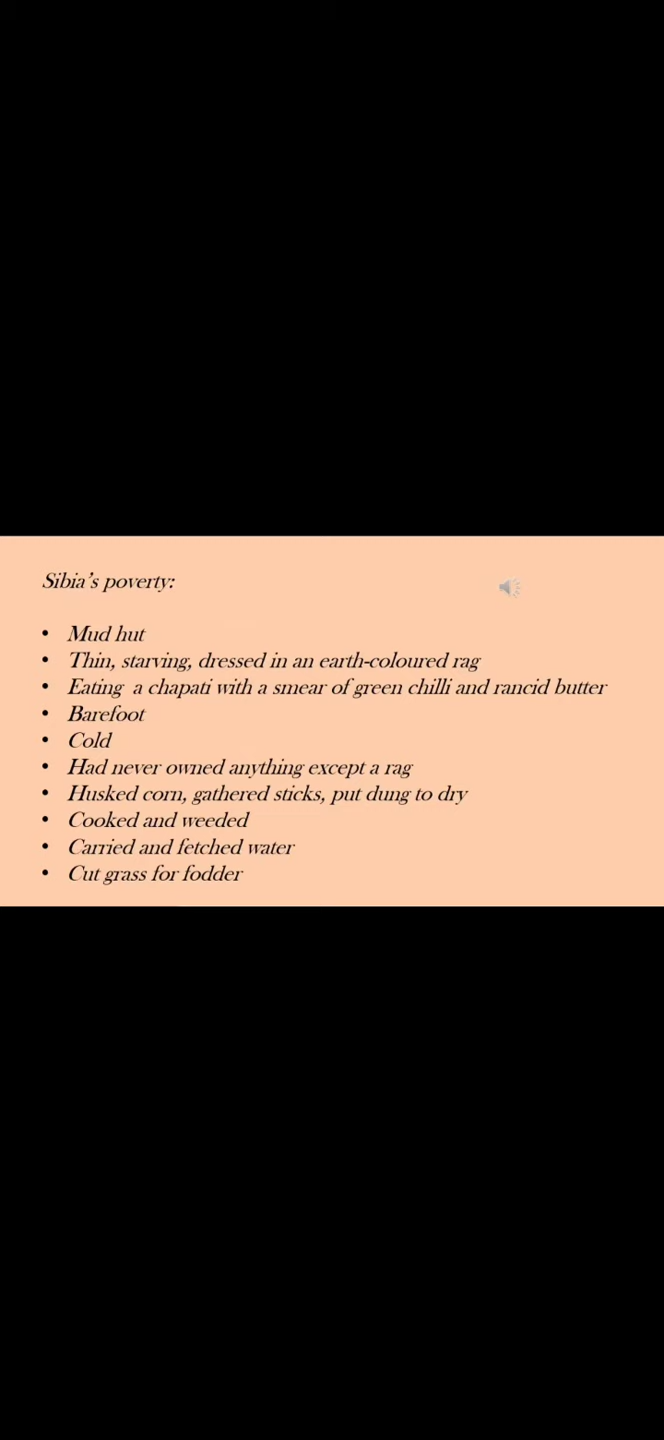 Sibia's poverty:
• Mud hut
• Thin, starving, dressed in an earth-coloured rag
• Eating a chapati with a smear of green chilli and rancid butter
• Barefoot
• Cold
• Had never owned anything except a rag
• Husked corn, gathered sticks, put dung to dry
• Cooked and weeded
• Carried and fetched water
• Cut grass for fodder